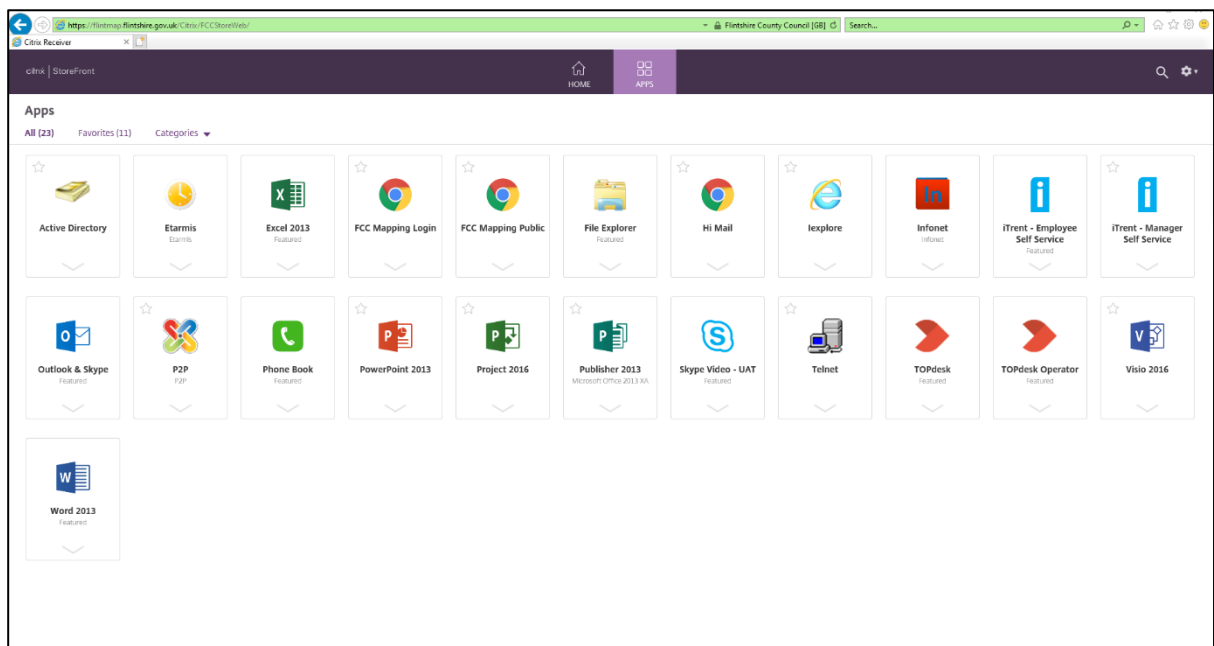 https://flintmap.flintshire.gov.uk/Citrix/FCCStoreWeb/
Flintshire County Council [GB]
Search...
Citrix Receiver
citrix | StoreFront
HOME
APPS
Apps
All (23)
Favorites (11)
Categories
Active Directory
Etarmis
Etarmis
Excel 2013
Featured
FCC Mapping Login
FCC Mapping Public
File Explorer
Featured
Hi Mail
Iexplore
In
Infonet
Infonet
iTrent - Employee
Self Service
Featured
iTrent - Manager
Self Service
Outlook & Skype
Featured
P2P
P2P
Phone Book
Featured
PowerPoint 2013
Project 2016
Publisher 2013
Microsoft Office 2013 XA
Skype Video - UAT
Featured
Telnet
TOPdesk
Featured
TOPdesk Operator
Featured
Visio 2016
Word 2013
Featured